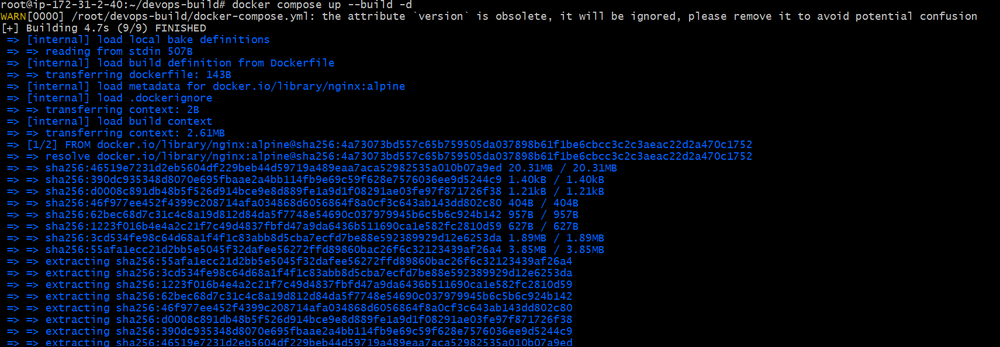 root@ip-172-31-2-40:~/devops-build# docker compose up --build -d
WARN[0000] /root/devops-build/docker-compose.yml: the attribute `version` is obsolete, it will be ignored, please remove it to avoid potential confusion
[+] Building 4.7s (9/9) FINISHED
=> [internal] load local bake definitions
=> => reading from stdin 507B
=> [internal] load build definition from Dockerfile
=> => transferring dockerfile: 143B
=> [internal] load metadata for docker.io/library/nginx:alpine
=> [internal] load .dockerignore
=> => transferring context: 2B
=> [internal] load build context
=> => transferring context: 2.61MB
=> [1/2] FROM docker.io/library/nginx:alpine@sha256:4a73073bd557c65b759505da037898b61f1be6cbcc3c2c3aeac22d2a470c1752
=> => resolve docker.io/library/nginx:alpine@sha256:4a73073bd557c65b759505da037898b61f1be6cbcc3c2c3aeac22d2a470c1752
=> => sha256:46519e7231d2eb5604df229beb44d59719a489eaa7aca52982535a010b07a9ed 20.31MB / 20.31MB
=> => sha256:390dc935348d8070e695fbaae2a4bb114fb9e69c59f628e7576036ee9d5244c9 1.40kB / 1.40kB
=> => sha256:d0008c891db48b5f526d914bce9e8d889fe1a9d1f08291ae03fe97f871726f38 1.21kB / 1.21kB
=> => sha256:46f977ee452f4399c208714afa034868d6056864f8a0cf3c643ab143dd802c80 404B / 404B
=> => sha256:62bec68d7c31c4c8a19d812d84da5f7748e54690c037979945b6c5b6c924b142 957B / 957B
=> => sha256:1223f016b4e4a2c21f7c49d4837fbfd47a9da6436b511690ca1e582fc2810d59 627B / 627B
=> => sha256:3cd534fe98c64d68a1f4f1c83abb8d5cba7ecfd7be88e592389929d12e6253da 1.89MB / 1.89MB
=> => sha256:55afa1ecc21d2bb5e5045f32dafee56272ffd89860bac26f6c32123439af26a4 3.85MB / 3.85MB
=> => extracting sha256:55afa1ecc21d2bb5e5045f32dafee56272ffd89860bac26f6c32123439af26a4
=> => extracting sha256:3cd534fe98c64d68a1f4f1c83abb8d5cba7ecfd7be88e592389929d12e6253da
=> => extracting sha256:1223f016b4e4a2c21f7c49d4837fbfd47a9da6436b511690ca1e582fc2810d59
=> => extracting sha256:62bec68d7c31c4c8a19d812d84da5f7748e54690c037979945b6c5b6c924b142
=> => extracting sha256:46f977ee452f4399c208714afa034868d6056864f8a0cf3c643ab143dd802c80
=> => extracting sha256:d0008c891db48b5f526d914bce9e8d889fe1a9d1f08291ae03fe97f871726f38
=> => extracting sha256:390dc935348d8070e695fbaae2a4bb114fb9e69c59f628e7576036ee9d5244c9
=> => extracting sha256:46519e7231d2eb5604df229beb44d59719a489eaa7aca52982535a010b07a9ed